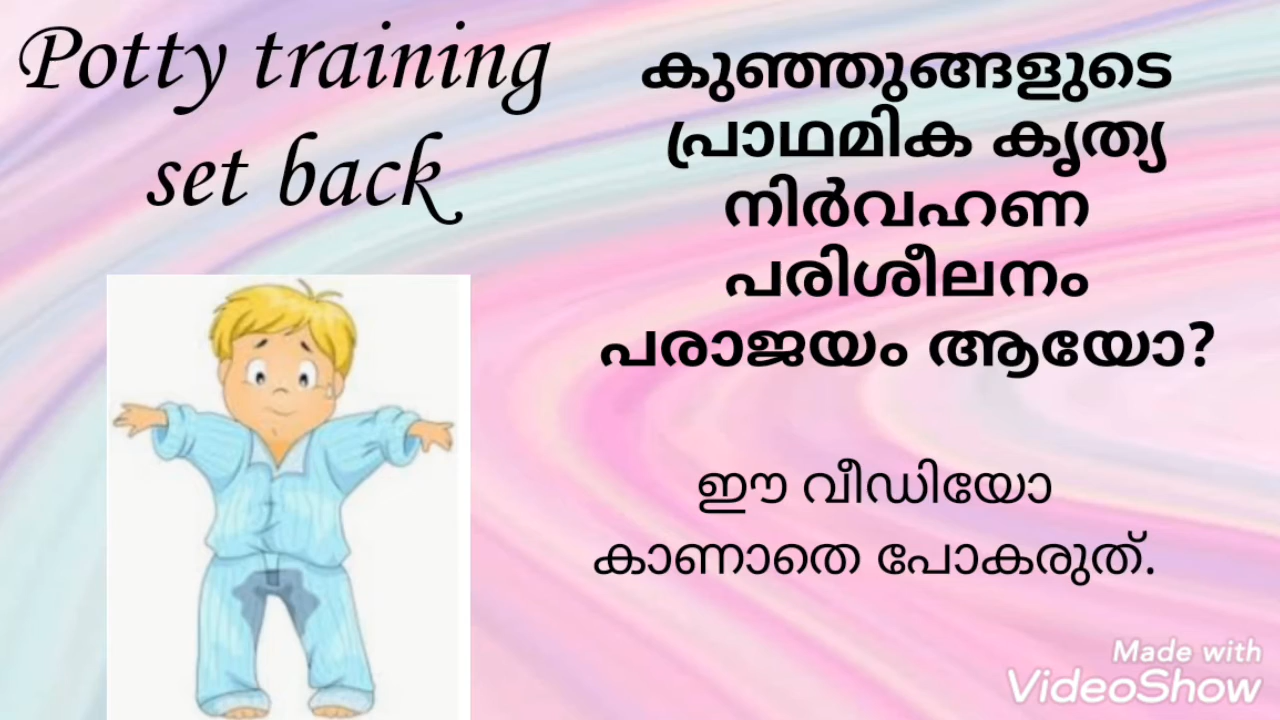 Potty training
set back
കുഞ്ഞുങ്ങളുടെ
പ്രാഥമിക കൃത്യ
നിർവഹണ
പരിശീലനം
പരാജയം ആയോ?
ഈ വീഡിയോ
കാണാതെ പോകരുത്.
Made with
VideoShow